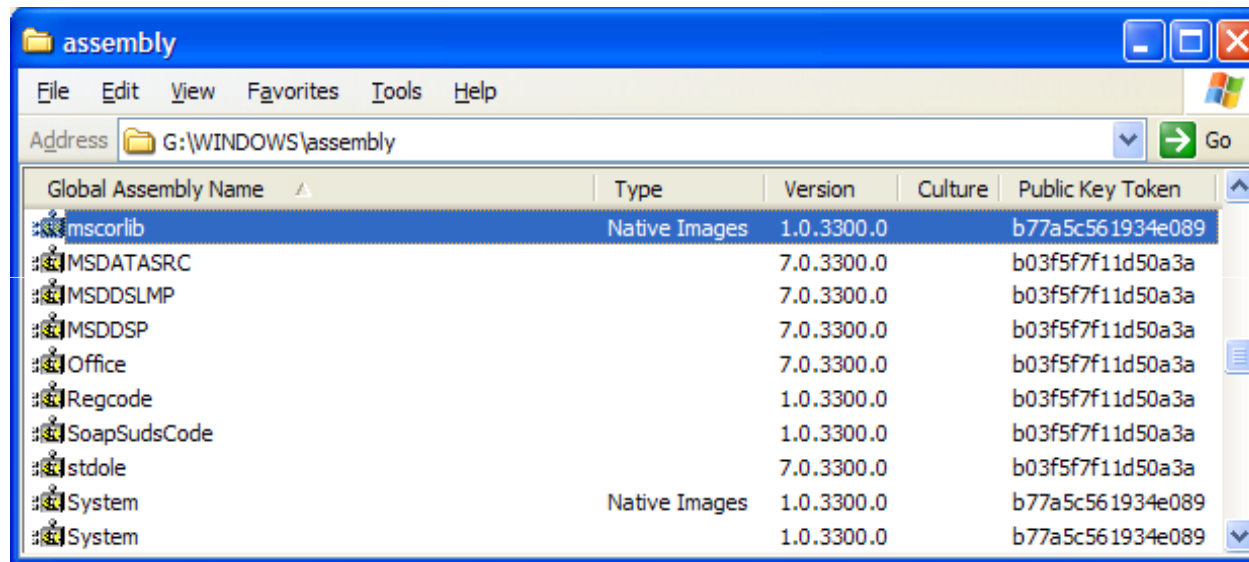 assembly
File Edit View Favorites Tools Help
Address G:\WINDOWS\assembly Go
Global Assembly Name Type Version Culture Public Key Token
mscorlib Native Images 1.0.3300.0 b77a5c561934e089
MSDATASRC 7.0.3300.0 b03f5f7f11d50a3a
MSDDSLMP 7.0.3300.0 b03f5f7f11d50a3a
MSDDSP 7.0.3300.0 b03f5f7f11d50a3a
Office 7.0.3300.0 b03f5f7f11d50a3a
Regcode 1.0.3300.0 b03f5f7f11d50a3a
SoapSudsCode 1.0.3300.0 b03f5f7f11d50a3a
stdole 7.0.3300.0 b03f5f7f11d50a3a
System Native Images 1.0.3300.0 b77a5c561934e089
System 1.0.3300.0 b77a5c561934e089